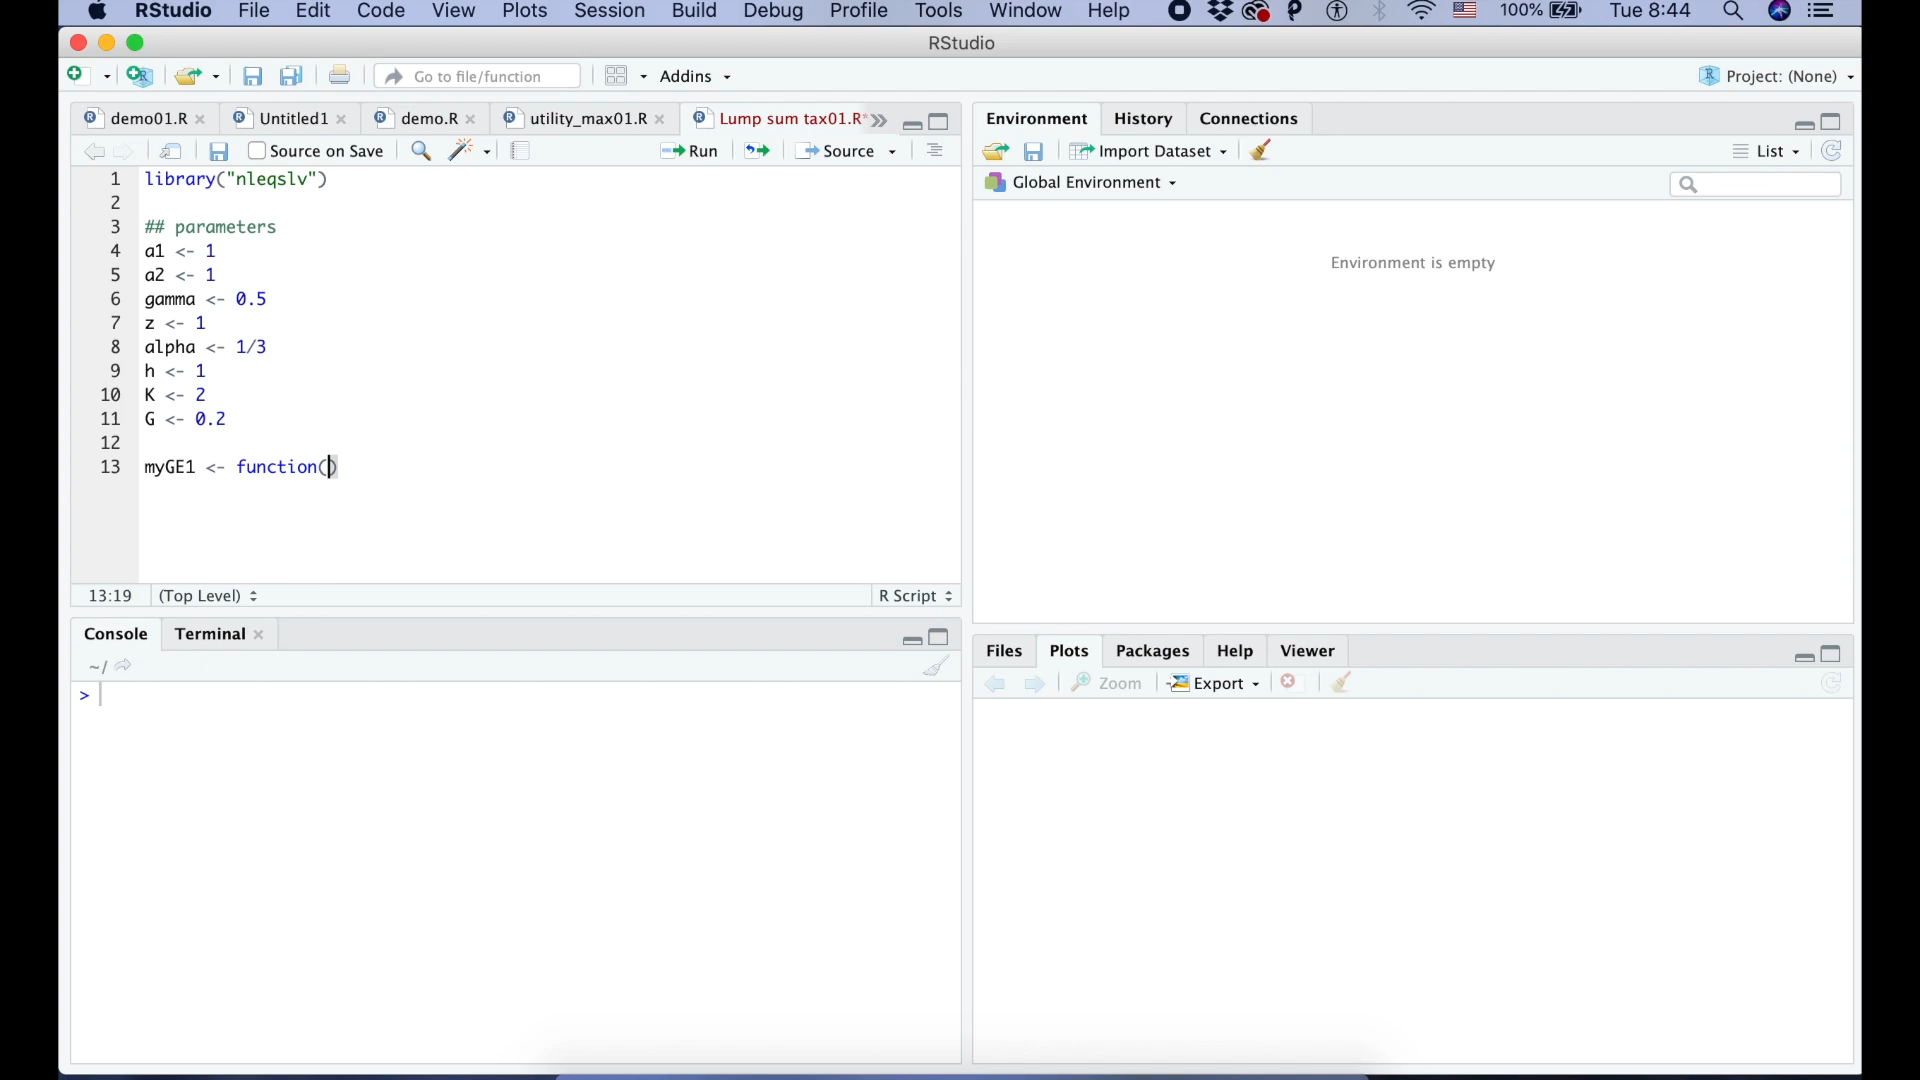 RStudio File Edit Code View Plots Session Build Debug Profile Tools Window Help 100% Tue 8:44
RStudio
Go to file/function Addins Project: (None)
demo01.R Untitled1 demo.R utility_max01.R Lump sum tax01.R*
Source on Save Run Source
1 library("nleqslv")
2
3 ## parameters
4 a1 <- 1
5 a2 <- 1
6 gamma <- 0.5
7 z <- 1
8 alpha <- 1/3
9 h <- 1
10 K <- 2
11 G <- 0.2
12
13 myGE1 <- function()
13:19 (Top Level) R Script
Console Terminal
~/
>
Environment History Connections
Import Dataset List
Global Environment
Environment is empty
Files Plots Packages Help Viewer
Zoom Export